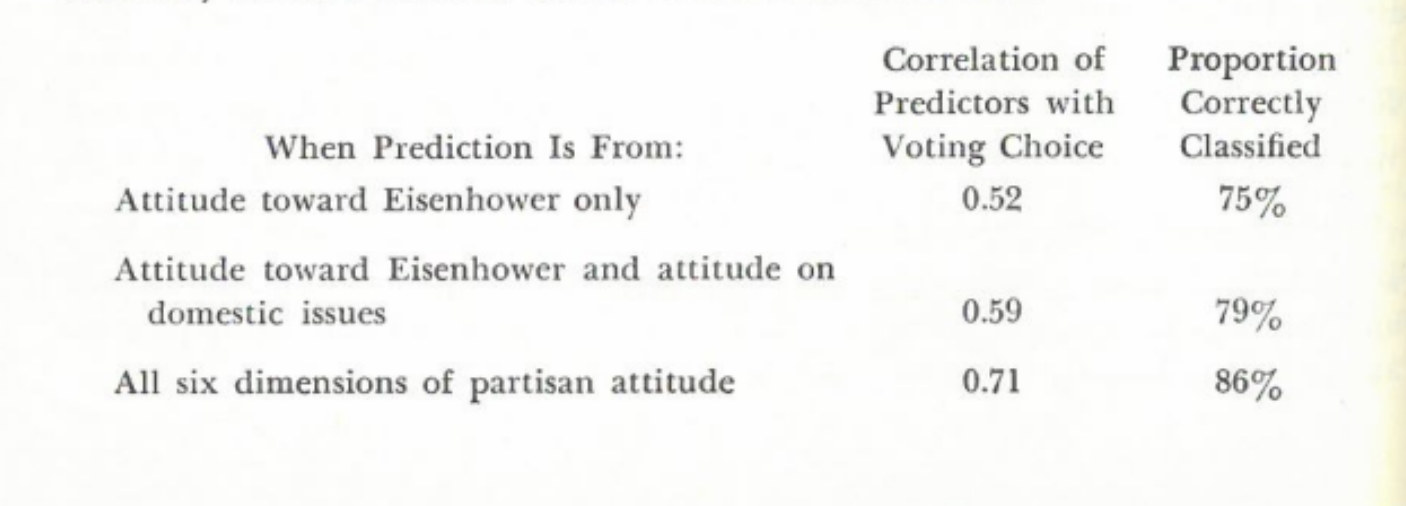 Correlation of Proportion
Predictors with Correctly
When Prediction Is From: Voting Choice Classified
Attitude toward Eisenhower only 0.52 75%
Attitude toward Eisenhower and attitude on
domestic issues 0.59 79%
All six dimensions of partisan attitude 0.71 86%